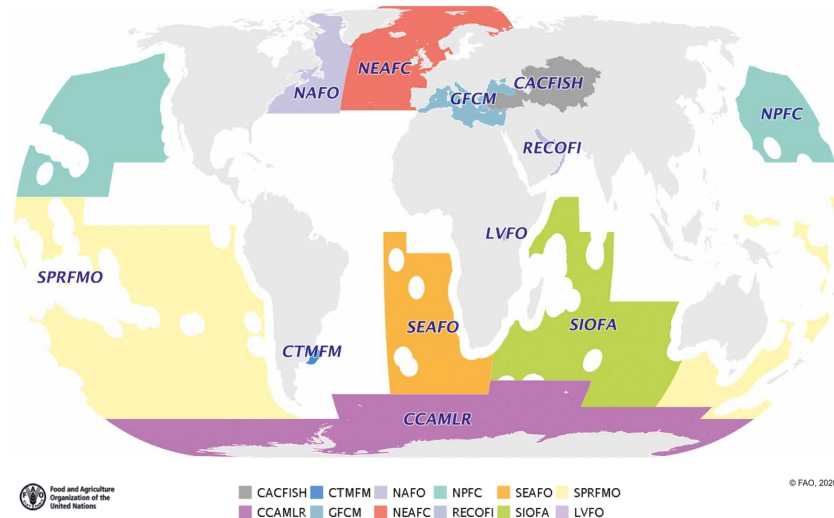 NEAFC
NAFO
CACFISH
GFCM
NPFC
RECOFI
LVFO
SPRFMO
SEAFO
SIOFA
CTMFM
CCAMLR
Food and Agriculture
Organization of the
United Nations
CACFISH CTMFM NAFO NPFC SEAFO SPRFMO
CCAMLR GFCM NEAFC RECOFI SIOFA LVFO
© FAO, 202